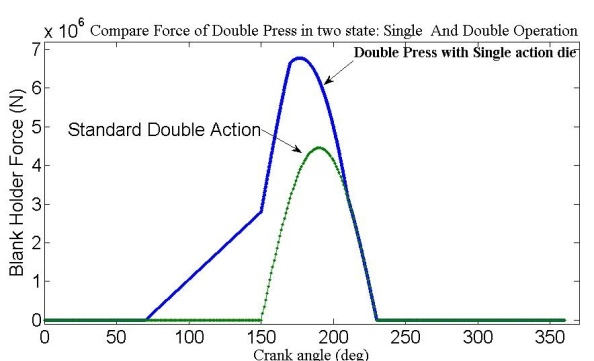 x 10⁶ Compare Force of Double Press in two state: Single And Double Operation
Double Press with Single action die
Standard Double Action
Blank Holder Force (N)
7
6
5
4
3
2
1
0
0 50 100 150 200 250 300 350
Crank angle (deg)